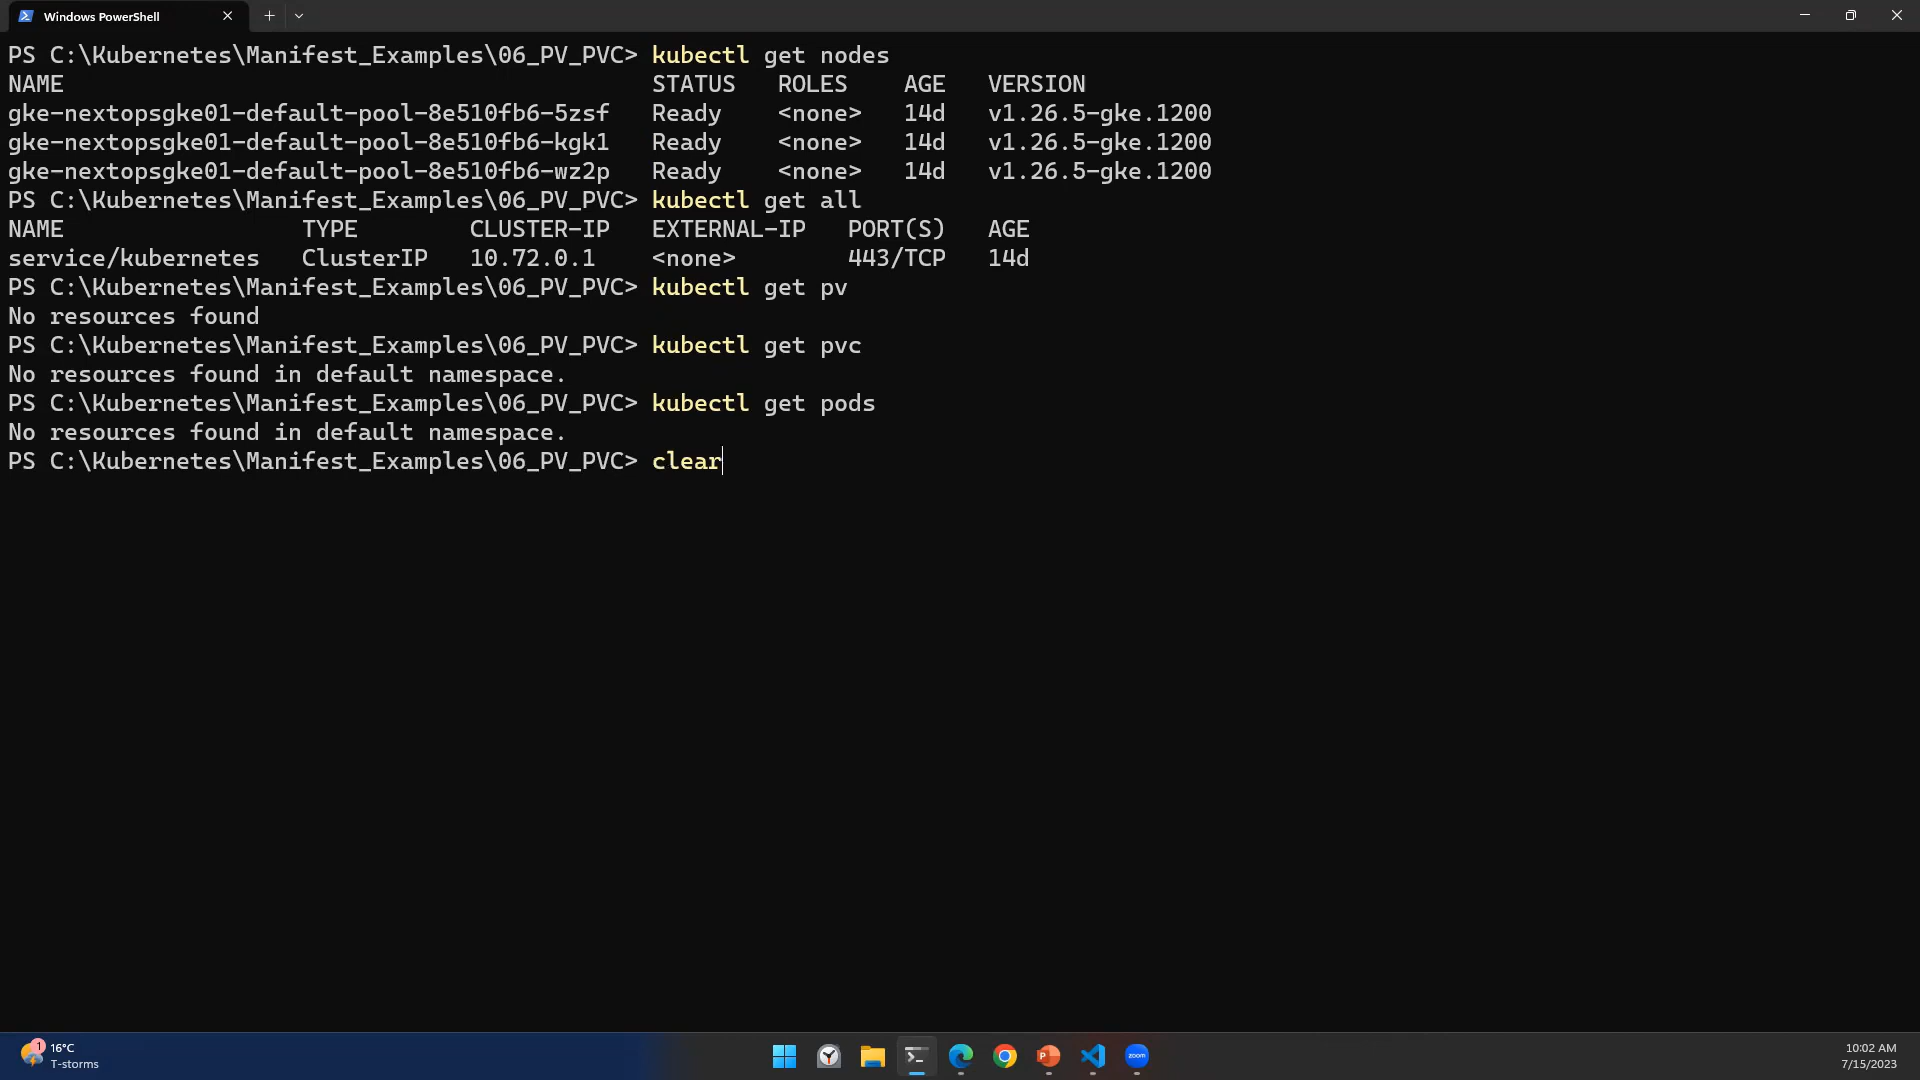 Windows PowerShell
PS C:\Kubernetes\Manifest_Examples\06_PV_PVC> kubectl get nodes
NAME STATUS ROLES AGE VERSION
gke-nextopsgke01-default-pool-8e510fb6-5zsf Ready <none> 14d v1.26.5-gke.1200
gke-nextopsgke01-default-pool-8e510fb6-kgk1 Ready <none> 14d v1.26.5-gke.1200
gke-nextopsgke01-default-pool-8e510fb6-wz2p Ready <none> 14d v1.26.5-gke.1200
PS C:\Kubernetes\Manifest_Examples\06_PV_PVC> kubectl get all
NAME TYPE CLUSTER-IP EXTERNAL-IP PORT(S) AGE
service/kubernetes ClusterIP 10.72.0.1 <none> 443/TCP 14d
PS C:\Kubernetes\Manifest_Examples\06_PV_PVC> kubectl get pv
No resources found
PS C:\Kubernetes\Manifest_Examples\06_PV_PVC> kubectl get pvc
No resources found in default namespace.
PS C:\Kubernetes\Manifest_Examples\06_PV_PVC> kubectl get pods
No resources found in default namespace.
PS C:\Kubernetes\Manifest_Examples\06_PV_PVC> clear
1
16°C
T-storms
P
zoom
10:02 AM
7/15/2023